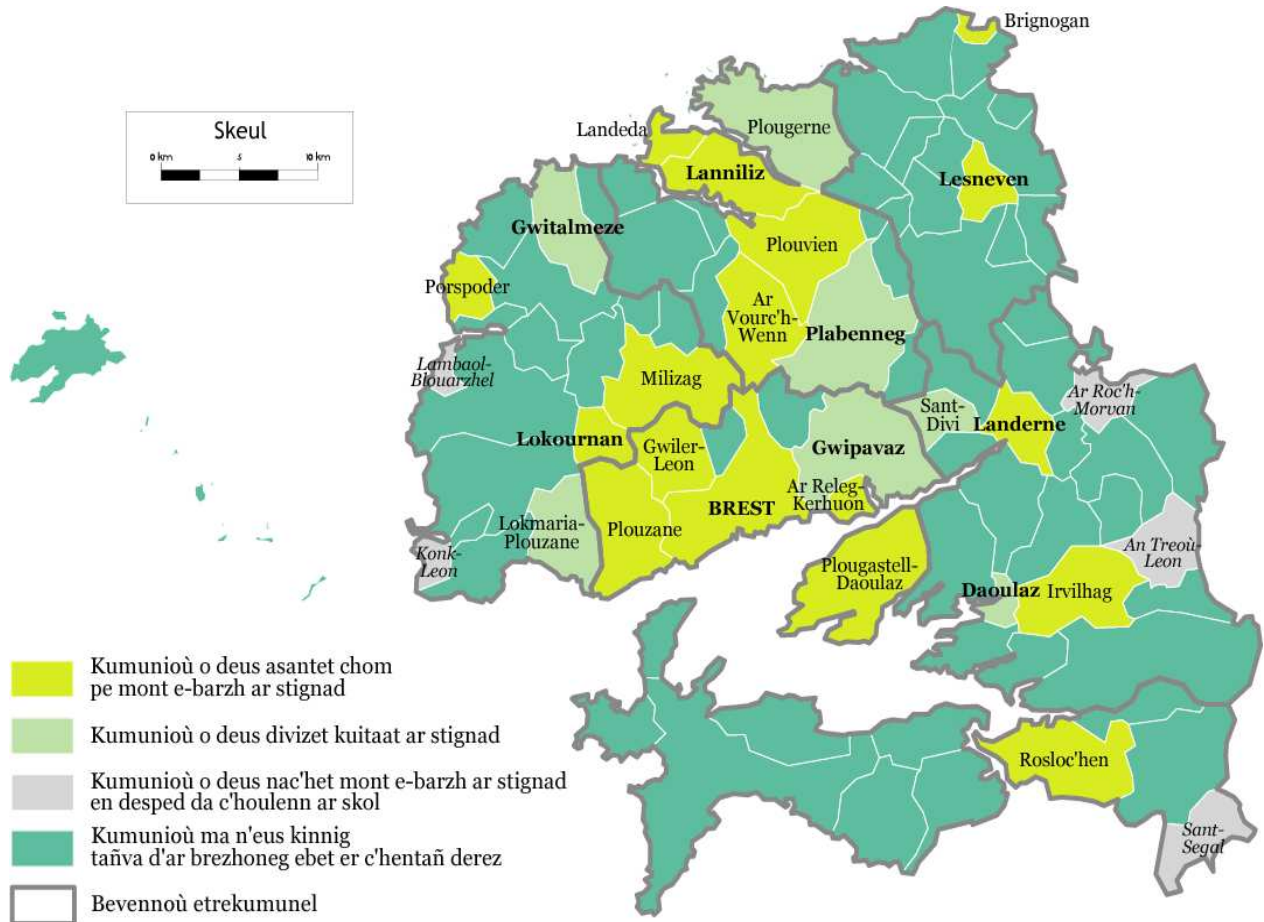 Brignogan
Skeul
0 km
5
10 km
Landeda
Plougerne
Lanniliz
Lesneven
Gwitalmeze
Plouvien
Porspoder
Ar
Vourc'h-
Wenn
Plabenneg
Lambaol-
Blouarzhel
Milizag
Ar Roc'h-
Morvan
Sant-
Divi
Landerne
Lokournan
Gwiler-
Leon
Gwipavaz
Ar Releg-
Kerhuon
BREST
Lokmaria-
Plouzane
Plouzane
Konk-
Leon
An Treoù-
Leon
Plougastell-
Daoulaz
Daoulaz
Irvilhag
Kumunioù o deus asantet chom
pe mont e-barzh ar stignad
Kumunioù o deus divizet kuitaat ar stignad
Rosloc'hen
Kumunioù o deus nac'het mont e-barzh ar stignad
en desped da c'houlenn ar skol
Kumunioù ma n'eus kinnig
tañva d'ar brezhoneg ebet er c'hentañ derez
Sant-
Segal
Bevennoù etrekumunel